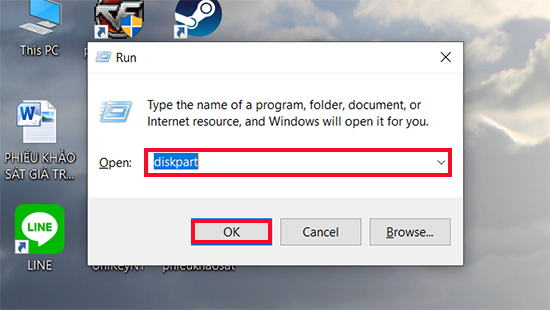 Run
This PC
Type the name of a program, folder, document, or
Internet resource, and Windows will open it for you.
PHIẾU KHẢO
SÁT GIÁ TR...
Open: diskpart
LINE
OK Cancel Browse...
LINE UniKeyNT phieukhaosat